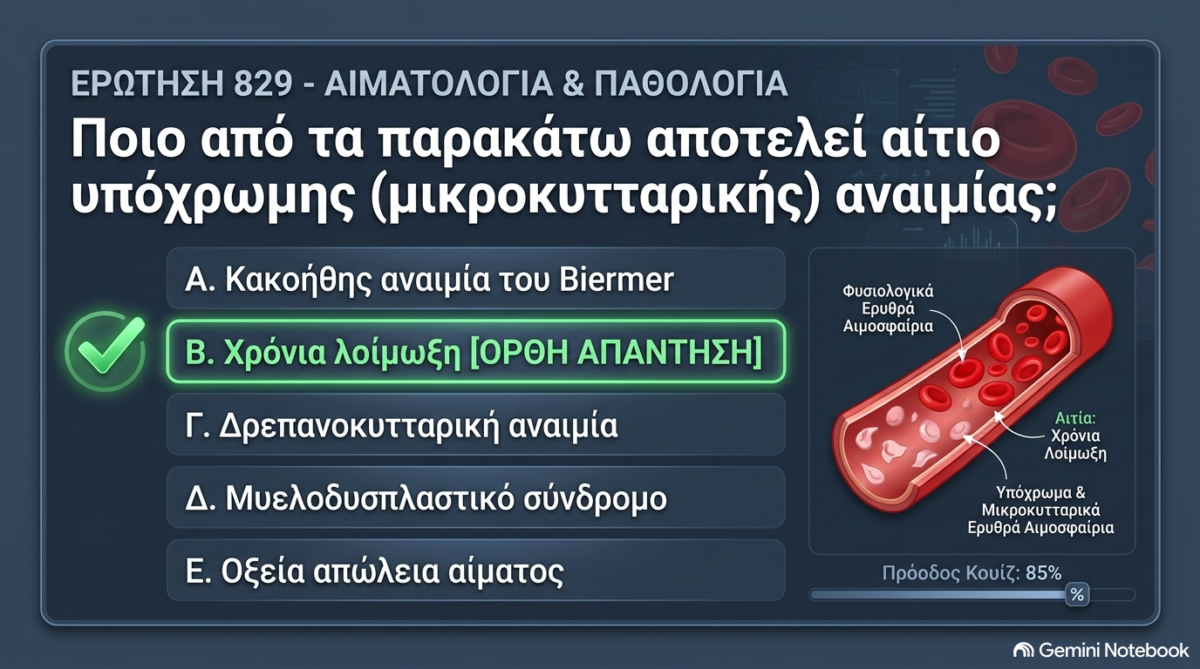 ΕΡΩΤΗΣΗ 829 - ΑΙΜΑΤΟΛΟΓΙΑ & ΠΑΘΟΛΟΓΙΑ
Ποιο από τα παρακάτω αποτελεί αίτιο
υπόχρωμης (μικροκυτταρικής) αναιμίας;
Α. Κακοήθης αναιμία του Biermer
Β. Χρόνια λοίμωξη [ΟΡΘΗ ΑΠΑΝΤΗΣΗ]
Γ. Δρεπανοκυτταρική αναιμία
Δ. Μυελοδυσπλαστικό σύνδρομο
Ε. Οξεία απώλεια αίματος
Φυσιολογικά
Ερυθρά
Αιμοσφαίρια
Αιτία:
Χρόνια
Λοίμωξη
Υπόχρωμα &
Μικροκυτταρικά
Ερυθρά Αιμοσφαίρια
Πρόοδος Κουίζ: 85%
%
Gemini Notebook